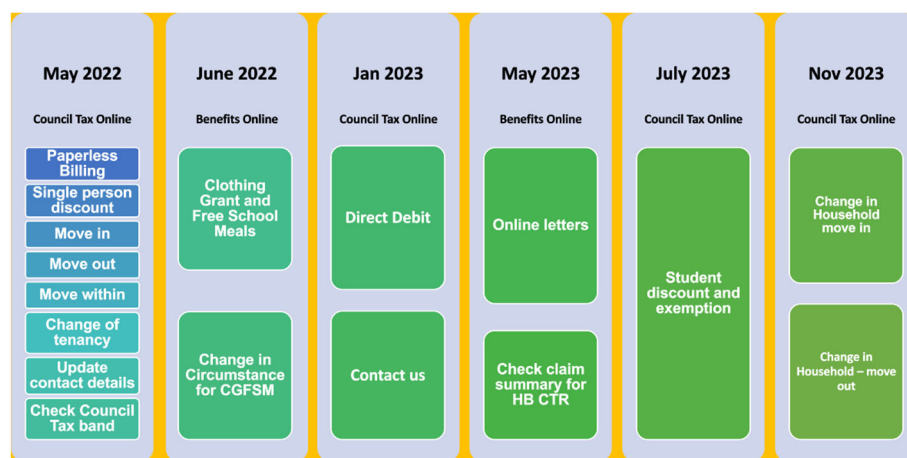 May 2022
Council Tax Online
Paperless
Billing
Single person
discount
Move in
Move out
Move within
Change of
tenancy
Update
contact details
Check Council
Tax band
June 2022
Benefits Online
Clothing
Grant and
Free School
Meals
Change in
Circumstance
for CGFSM
Jan 2023
Council Tax Online
Direct Debit
Contact us
May 2023
Benefits Online
Online letters
Check claim
summary for
HB CTR
July 2023
Council Tax Online
Student
discount and
exemption
Nov 2023
Council Tax Online
Change in
Household
move in
Change in
Household – move
out